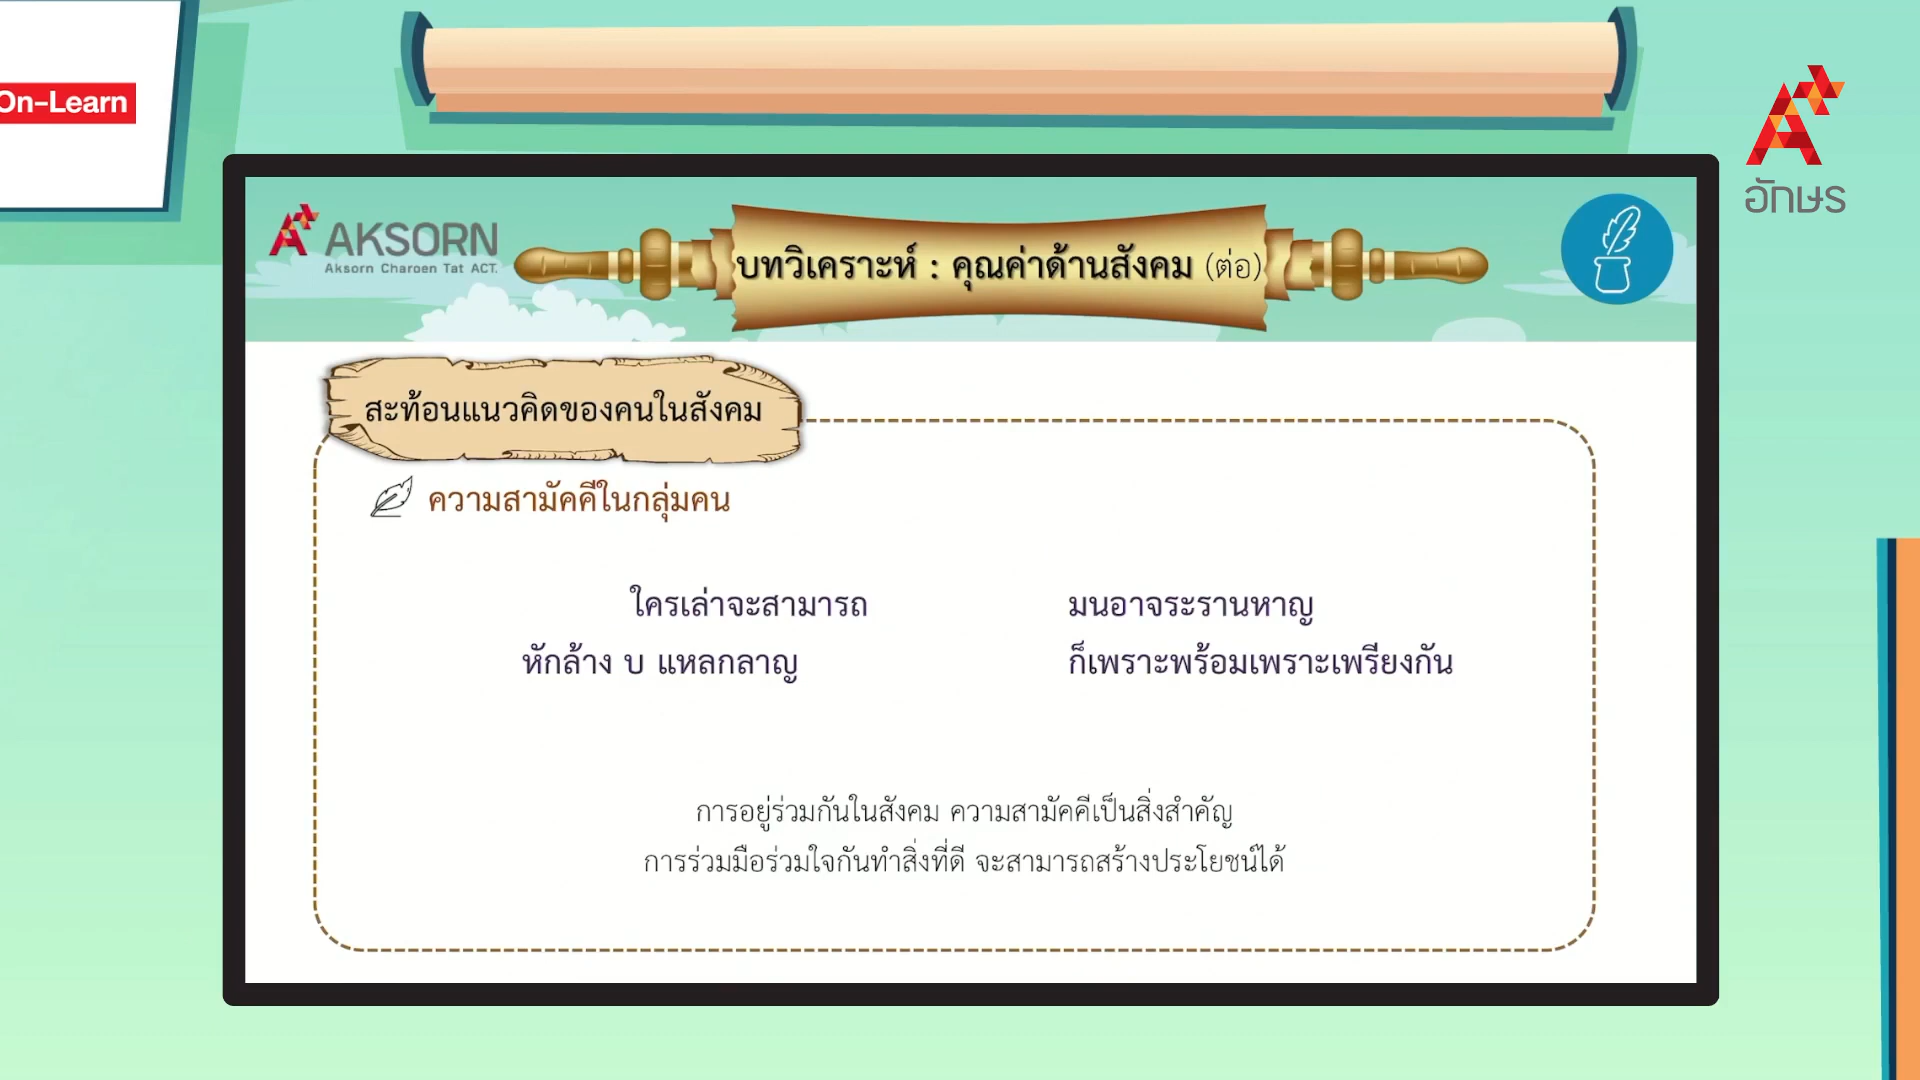 On-Learn
อักษร
AKSORN
Aksorn Charoen Tat ACT.
บทวิเคราะห์ : คุณค่าด้านสังคม (ต่อ)
สะท้อนแนวคิดของคนในสังคม
ความสามัคคีในกลุ่มคน
ใครเล่าจะสามารถ มนอาจระรานหาญ
หักล้าง บ แหลกลาญ ก็เพราะพร้อมเพราะเพรียงกัน
การอยู่ร่วมกันในสังคม ความสามัคคีเป็นสิ่งสำคัญ
การร่วมมือร่วมใจกันทำสิ่งที่ดี จะสามารถสร้างประโยชน์ได้